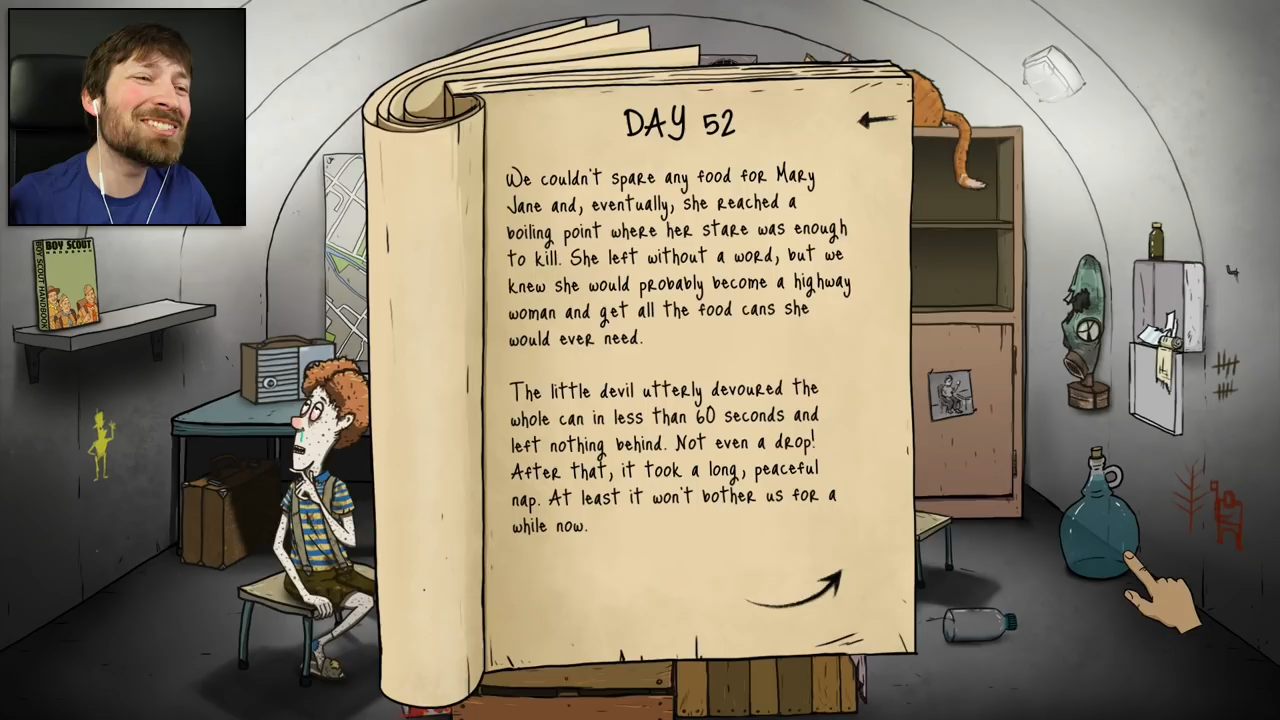 BOY SCOUT
BOY SCOUT HANDBOOK
DAY 52
We couldn't spare any food for Mary
Jane and, eventually, she reached a
boiling point where her stare was enough
to kill. She left without a word, but we
knew she would probably become a highway
woman and get all the food cans she
would ever need.
The little devil utterly devoured the
whole can in less than 60 seconds and
left nothing behind. Not even a drop!
After that, it took a long, peaceful
nap. At least it won't bother us for a
while now.